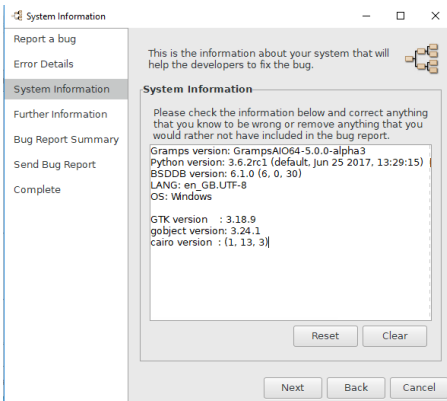 System Information
Report a bug
Error Details
System Information
Further Information
Bug Report Summary
Send Bug Report
Complete
This is the information about your system that will
help the developers to fix the bug.
System Information
Please check the information below and correct anything
that you know to be wrong or remove anything that you
would rather not have included in the bug report.
Gramps version: GrampsAIO64-5.0.0-alpha3
Python version: 3.6.2rc1 (default, Jun 25 2017, 13:29:15)
BSDDB version: 6.1.0 (6, 0, 30)
LANG: en_GB.UTF-8
OS: Windows
GTK version    : 3.18.9
gobject version: 3.24.1
cairo version  : (1, 13, 3)
Reset
Clear
Next
Back
Cancel